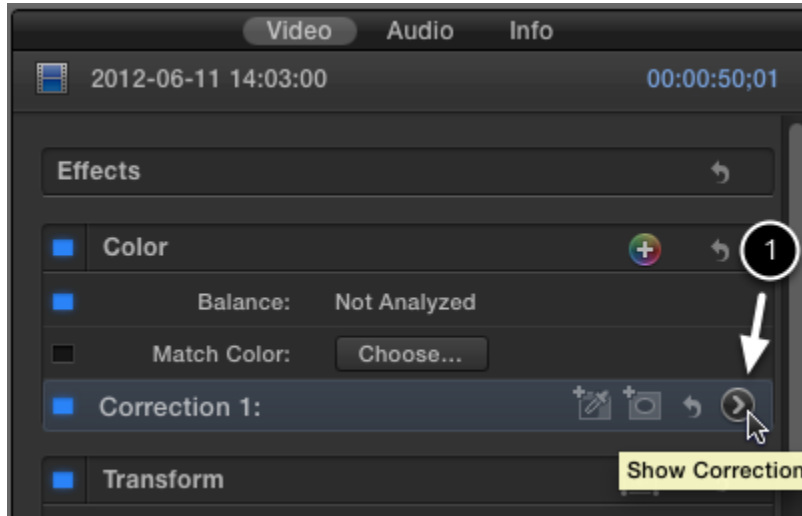 Video Audio Info
2012-06-11 14:03:00 00:00:50;01
Effects
Color
1
Balance: Not Analyzed
Match Color: Choose...
Correction 1:
Show Correction
Transform